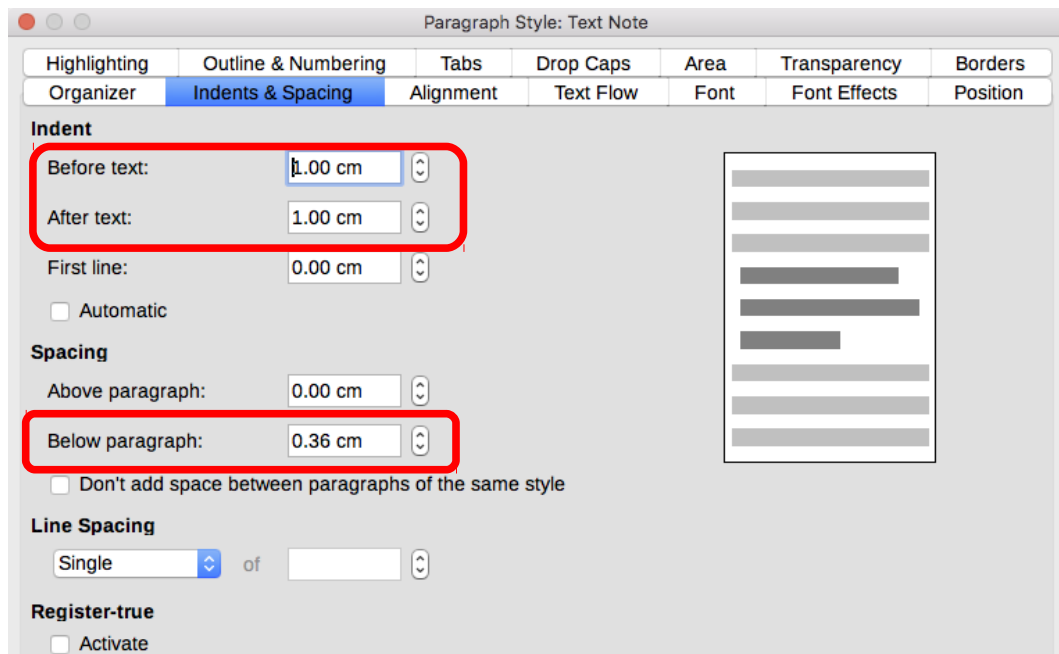 Paragraph Style: Text Note
Highlighting Outline & Numbering Tabs Drop Caps Area Transparency Borders
Organizer Indents & Spacing Alignment Text Flow Font Font Effects Position
Indent
Before text: 1.00 cm
After text: 1.00 cm
First line: 0.00 cm
Automatic
Spacing
Above paragraph: 0.00 cm
Below paragraph: 0.36 cm
Don't add space between paragraphs of the same style
Line Spacing
Single of
Register-true
Activate